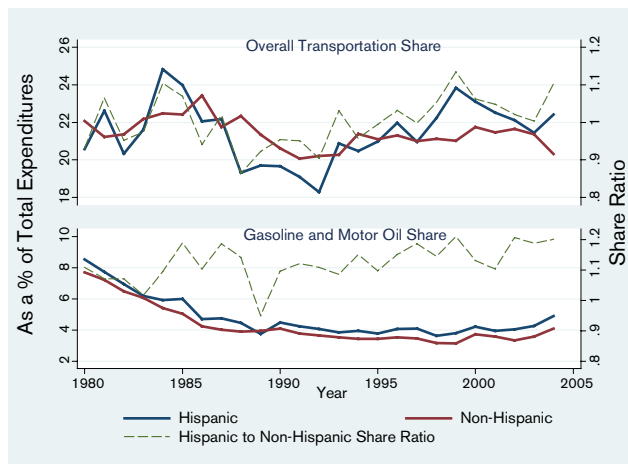 Overall Transportation Share
26
24
22
20
18
1.2
1.1
1
.9
.8
As a % of Total Expenditures
Share Ratio
Gasoline and Motor Oil Share
10
8
6
4
2
1.2
1.1
1
.9
.8
1980 1985 1990 1995 2000 2005
Year
Hispanic Non-Hispanic
Hispanic to Non-Hispanic Share Ratio